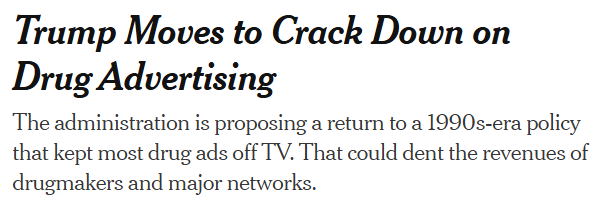 Trump Moves to Crack Down on
Drug Advertising
The administration is proposing a return to a 1990s-era policy
that kept most drug ads off TV. That could dent the revenues of
drugmakers and major networks.